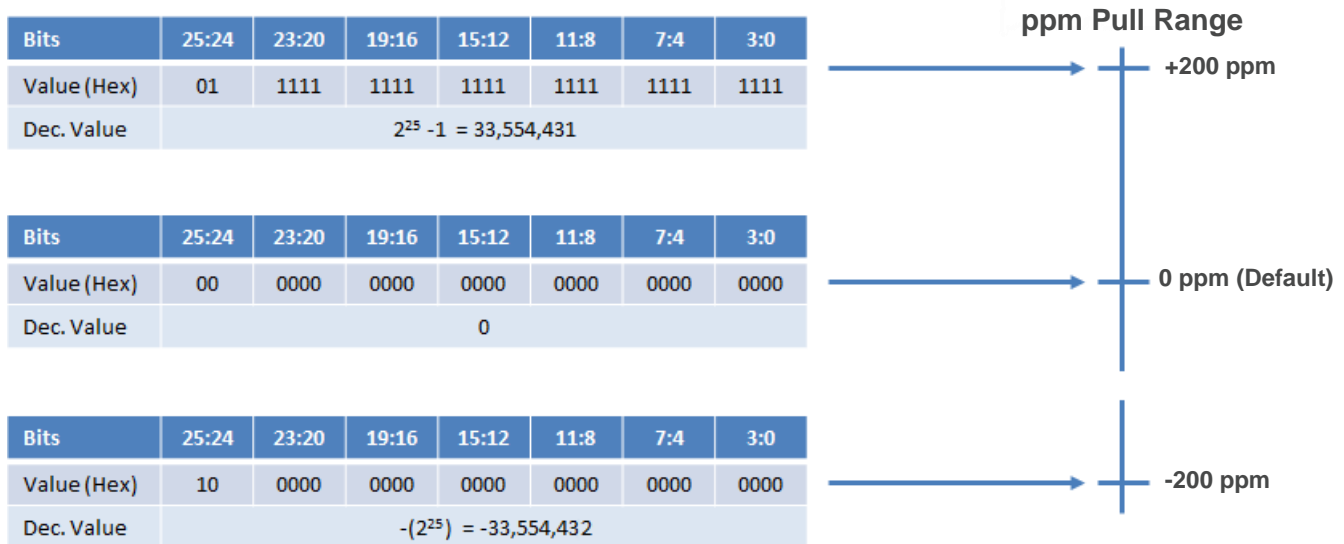 ppm Pull Range
Bits 25:24 23:20 19:16 15:12 11:8 7:4 3:0
Value (Hex) 01 1111 1111 1111 1111 1111 1111
Dec. Value 2²⁵ -1 = 33,554,431
+200 ppm
Bits 25:24 23:20 19:16 15:12 11:8 7:4 3:0
Value (Hex) 00 0000 0000 0000 0000 0000 0000
Dec. Value 0
0 ppm (Default)
Bits 25:24 23:20 19:16 15:12 11:8 7:4 3:0
Value (Hex) 10 0000 0000 0000 0000 0000 0000
Dec. Value -(2²⁵) = -33,554,432
-200 ppm